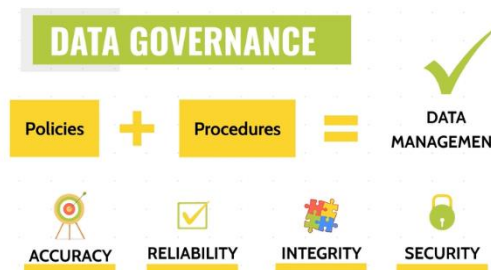 DATA GOVERNANCE
Policies + Procedures =
DATA
MANAGEMEN
ACCURACY RELIABILITY INTEGRITY SECURITY